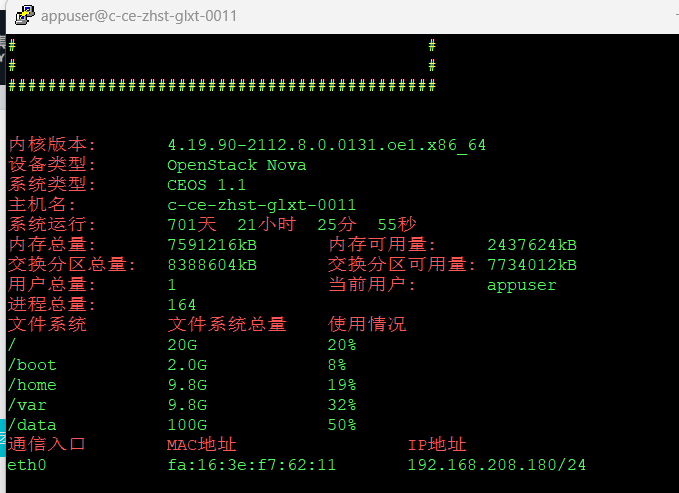 appuser@c-ce-zhst-glxt-0011
# #
# #
###########################################
内核版本: 4.19.90-2112.8.0.0131.oe1.x86_64
设备类型: OpenStack Nova
系统类型: CEOS 1.1
主机名: c-ce-zhst-glxt-0011
系统运行: 701天 21小时 25分 55秒
内存总量: 7591216kB 内存可用量: 2437624kB
交换分区总量: 8388604kB 交换分区可用量: 7734012kB
用户总量: 1 当前用户: appuser
进程总量: 164
文件系统 文件系统总量 使用情况
/ 20G 20%
/boot 2.0G 8%
/home 9.8G 19%
/var 9.8G 32%
/data 100G 50%
通信入口 MAC地址 IP地址
eth0 fa:16:3e:f7:62:11 192.168.208.180/24